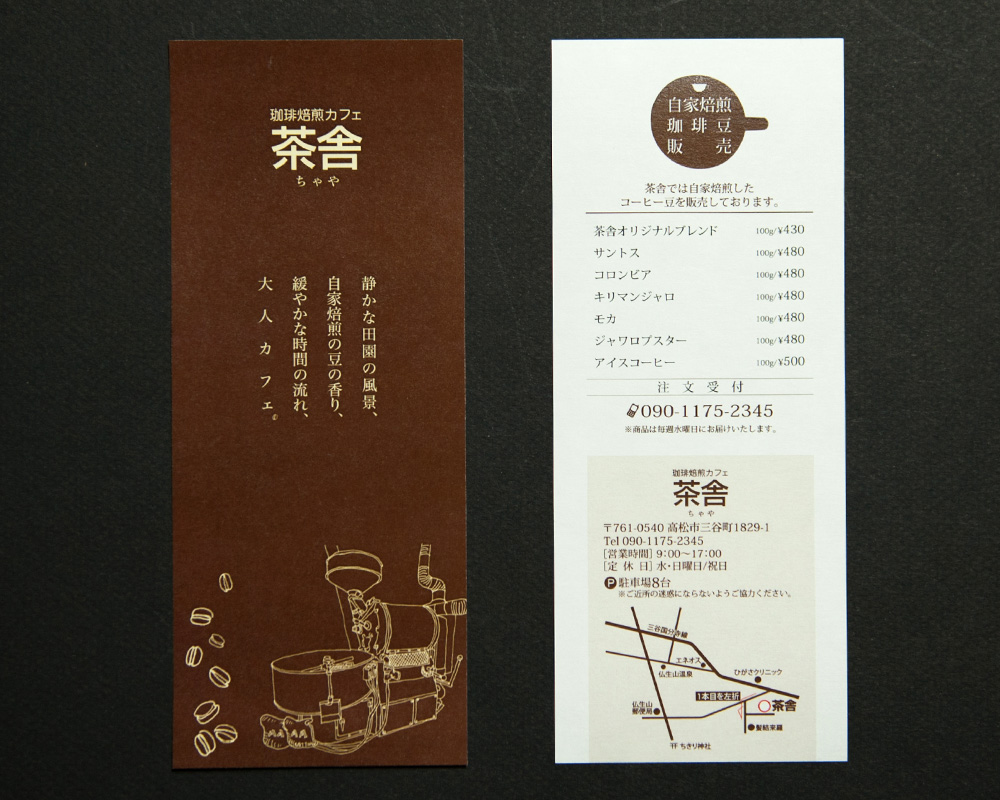 珈琲焙煎カフェ
茶舎
ちゃや
静かな田園の風景、
自家焙煎の豆の香り、
緩やかな時間の流れ、
大人カフェ。
自家焙煎
珈琲豆
販売
茶舎では自家焙煎した
コーヒー豆を販売しております。
茶舎オリジナルブレンド 100g/¥430
サントス 100g/¥480
コロンビア 100g/¥480
キリマンジャロ 100g/¥480
モカ 100g/¥480
ジャワロブスター 100g/¥480
アイスコーヒー 100g/¥500
注文受付
090-1175-2345
※商品は毎週水曜日にお届けいたします。
珈琲焙煎カフェ
茶舎
ちゃや
〒761-0540 高松市三谷町1829-1
Tel 090-1175-2345
[営業時間] 9:00〜17:00
[定休日] 水・日曜日/祝日
P 駐車場8台
※ご近所の迷惑にならないようご協力ください。
三谷国分寺線
エネオス
仏生山温泉
ひがさクリニック
1本目を左折
仏生山
郵便局
茶舎
髪結来羅
ちきり神社